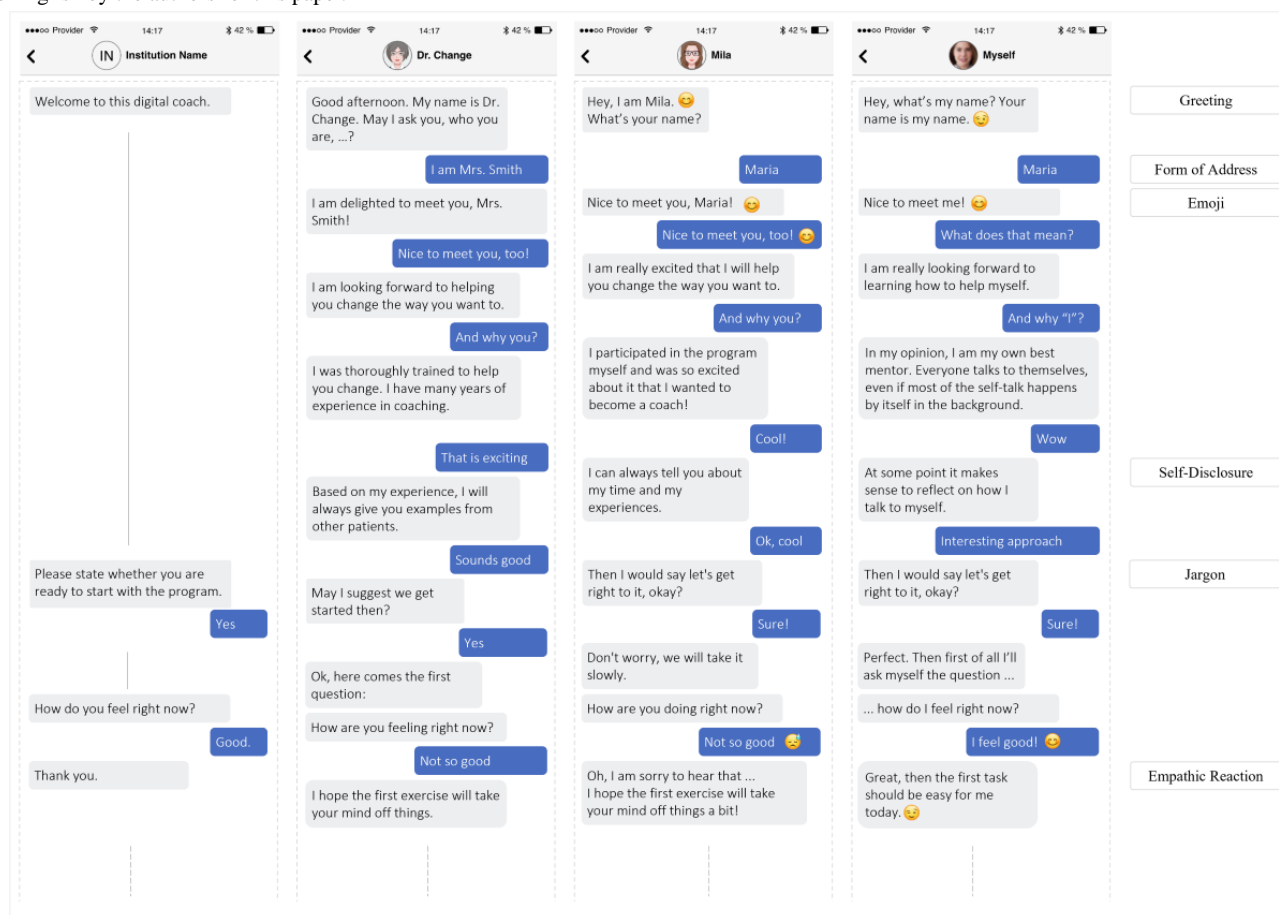 ●●●○○ Provider 14:17 42 %
IN Institution Name
Welcome to this digital coach.
Please state whether you are
ready to start with the program.
Yes
How do you feel right now?
Good.
Thank you.
●●●○○ Provider 14:17 42 %
Dr. Change
Good afternoon. My name is Dr.
Change. May I ask you, who you
are, ...?
I am Mrs. Smith
I am delighted to meet you, Mrs.
Smith!
Nice to meet you, too!
I am looking forward to helping
you change the way you want to.
And why you?
I was thoroughly trained to help
you change. I have many years of
experience in coaching.
That is exciting
Based on my experience, I will
always give you examples from
other patients.
Sounds good
May I suggest we get
started then?
Yes
Ok, here comes the first
question:
How are you feeling right now?
Not so good
I hope the first exercise will take
your mind off things.
●●●○○ Provider 14:17 42 %
Mila
Hey, I am Mila. 😊
What's your name?
Maria
Nice to meet you, Maria! 😊
Nice to meet you, too! 😊
I am really excited that I will help
you change the way you want to.
And why you?
I participated in the program
myself and was so excited
about it that I wanted to
become a coach!
Cool!
I can always tell you about
my time and my
experiences.
Ok, cool
Then I would say let's get
right to it, okay?
Sure!
Don't worry, we will take it
slowly.
How are you doing right now?
Not so good 😓
Oh, I am sorry to hear that ...
I hope the first exercise will take
your mind off things a bit!
●●●○○ Provider 14:17 42 %
Myself
Hey, what's my name? Your
name is my name. 😉
Maria
Nice to meet me! 😊
What does that mean?
I am really looking forward to
learning how to help myself.
And why "I"?
In my opinion, I am my own best
mentor. Everyone talks to themselves,
even if most of the self-talk happens
by itself in the background.
Wow
At some point it makes
sense to reflect on how I
talk to myself.
Interesting approach
Then I would say let's get
right to it, okay?
Sure!
Perfect. Then first of all I'll
ask myself the question ...
... how do I feel right now?
I feel good! 😊
Great, then the first task
should be easy for me
today. 😉
Greeting
Form of Address
Emoji
Self-Disclosure
Jargon
Empathic Reaction